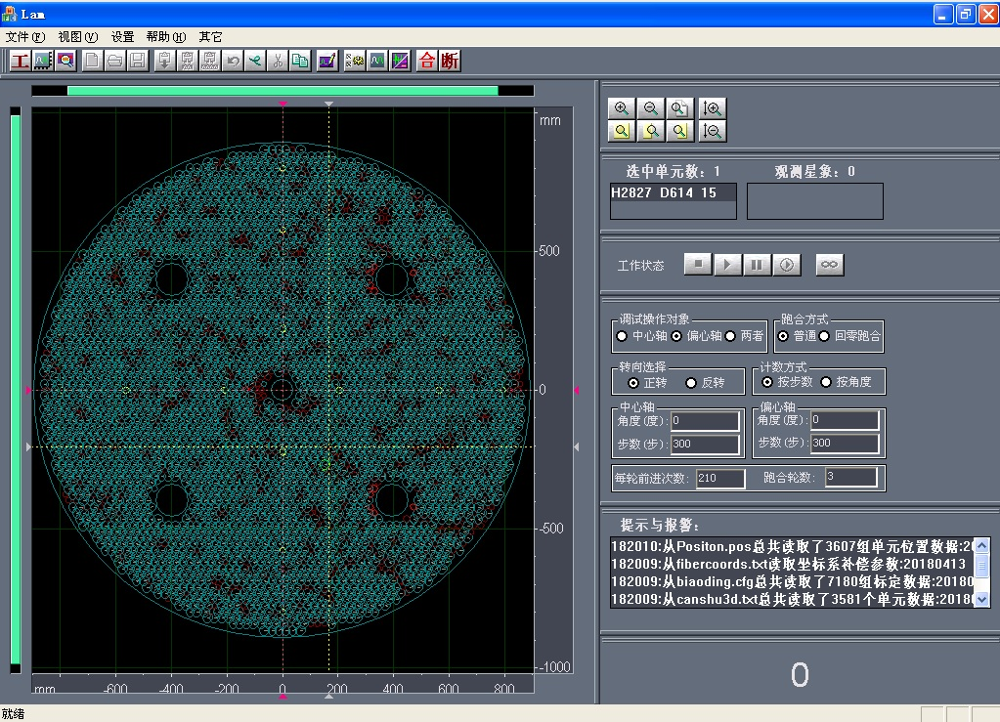 Lam
文件(F) 视图(V) 设置 帮助(H) 其它
工 合 断
mm
500
0
-500
-1000
mm -600 -400 -200 0 200 400 600 800
选中单元数: 1 观测星象: 0
H2827 D614 15
工作状态
调试操作对象 跑合方式
中心轴 偏心轴 两者 普通 回零跑合
转向选择 计数方式
正转 反转 按步数 按角度
中心轴 偏心轴
角度(度): 0 角度(度): 0
步数(步): 300 步数(步): 300
每轮前进次数: 210 跑合轮数: 3
提示与报警:
182010:从Positon.pos总共读取了3607组单元位置数据:20
182009:从fibercoords.txt读取坐标系补偿参数:20180413
182009:从biaoding.cfg总共读取了7180组标定数据:20180
182009:从canshu3d.txt总共读取了3581个单元数据:2018
0
就绪